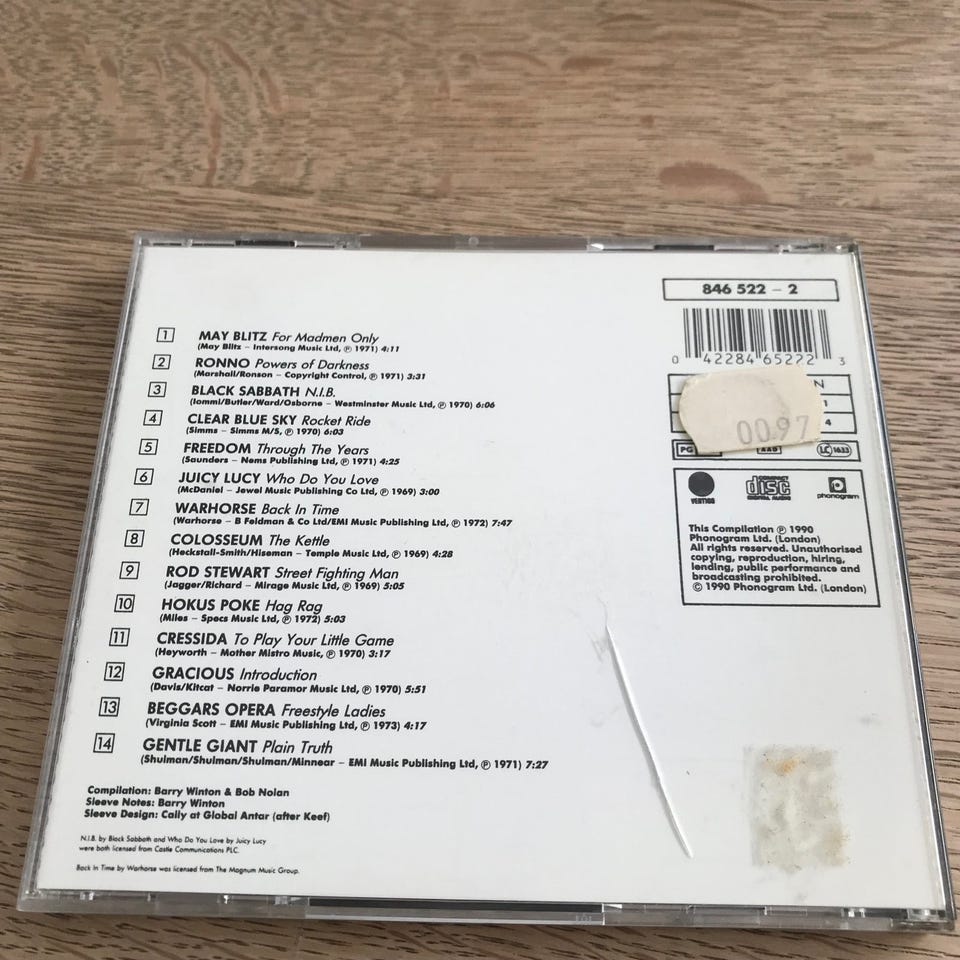 1 MAY BLITZ For Madmen Only
(May Blitz – Intersong Music Ltd, ℗ 1971) 4:11
2 RONNO Powers of Darkness
(Marshall/Ronson – Copyright Control, ℗ 1971) 3:31
3 BLACK SABBATH N.I.B.
(Iommi/Butler/Ward/Osborne – Westminster Music Ltd, ℗ 1970) 6:06
4 CLEAR BLUE SKY Rocket Ride
(Simms – Simms M/S, ℗ 1970) 6:03
5 FREEDOM Through The Years
(Saunders – Nems Publishing Ltd, ℗ 1971) 4:25
6 JUICY LUCY Who Do You Love
(McDaniel – Jewel Music Publishing Co Ltd, ℗ 1969) 3:00
7 WARHORSE Back In Time
(Warhorse – B Feldman & Co Ltd/EMI Music Publishing Ltd, ℗ 1972) 7:47
8 COLOSSEUM The Kettle
(Heckstall-Smith/Hiseman – Temple Music Ltd, ℗ 1969) 4:28
9 ROD STEWART Street Fighting Man
(Jagger/Richard – Mirage Music Ltd, ℗ 1969) 5:05
10 HOKUS POKE Hag Rag
(Miles – Specs Music Ltd, ℗ 1972) 5:03
11 CRESSIDA To Play Your Little Game
(Heyworth – Mother Mistro Music, ℗ 1970) 3:17
12 GRACIOUS Introduction
(Davis/Kitcat – Norrie Paramor Music Ltd, ℗ 1970) 5:51
13 BEGGARS OPERA Freestyle Ladies
(Virginia Scott – EMI Music Publishing Ltd, ℗ 1973) 4:17
14 GENTLE GIANT Plain Truth
(Shulman/Shulman/Shulman/Minnear – EMI Music Publishing Ltd, ℗ 1971) 7:27
Compilation: Barry Winton & Bob Nolan
Sleeve Notes: Barry Winton
Sleeve Design: Cally at Global Antar (after Keef)
N.I.B. by Black Sabbath and Who Do You Love by Juicy Lucy
were both licensed from Castle Communications PLC.
Back In Time by Warhorse was licensed from The Magnum Music Group.
846 522 – 2
0 42284 65222 3
N
1
4
00.97
PG
AAD
LC 1633
VERTIGO
COMPACT
disc
DIGITAL AUDIO
phonogram
This Compilation ℗ 1990
Phonogram Ltd. (London)
All rights reserved. Unauthorised
copying, reproduction, hiring,
lending, public performance and
broadcasting prohibited.
© 1990 Phonogram Ltd. (London)